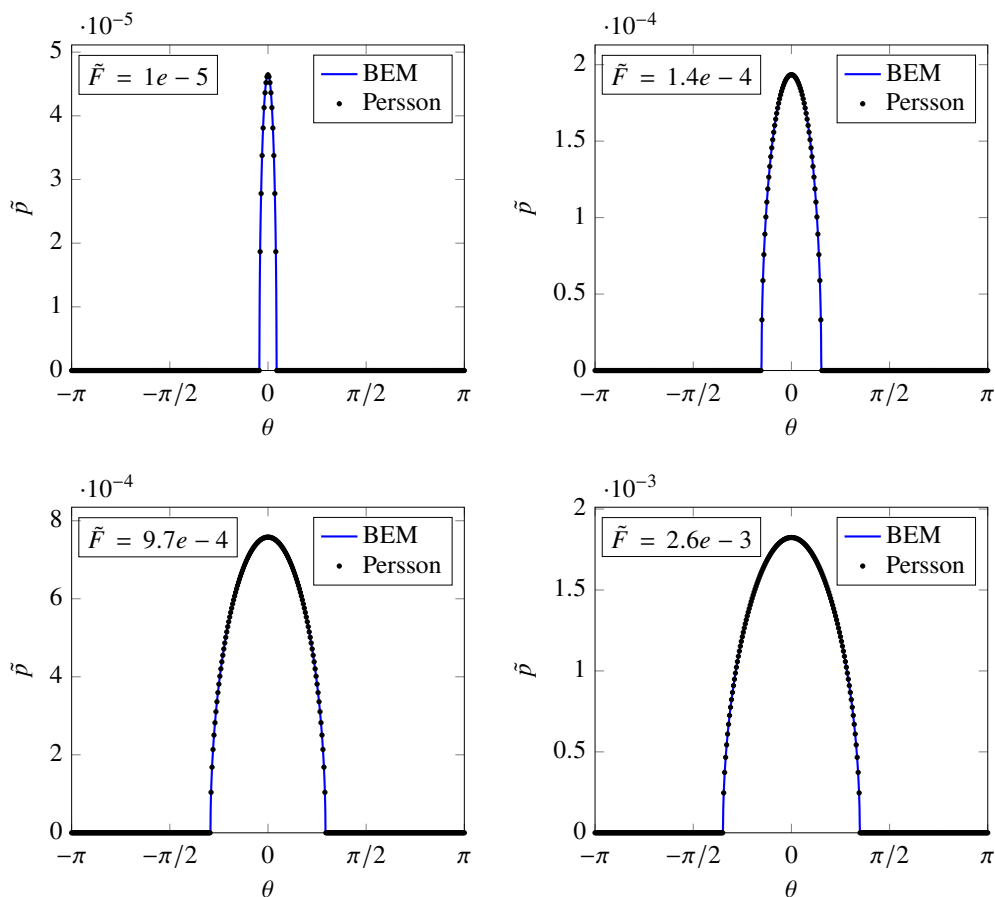 ·10⁻⁵
F̃ = 1e − 5
BEM
Persson
5
4
3
2
1
0
p̃
−π
−π/2
0
π/2
π
θ
·10⁻⁴
F̃ = 1.4e − 4
BEM
Persson
2
1.5
1
0.5
0
p̃
−π
−π/2
0
π/2
π
θ
·10⁻⁴
F̃ = 9.7e − 4
BEM
Persson
8
6
4
2
0
p̃
−π
−π/2
0
π/2
π
θ
·10⁻³
F̃ = 2.6e − 3
BEM
Persson
2
1.5
1
0.5
0
p̃
−π
−π/2
0
π/2
π
θ